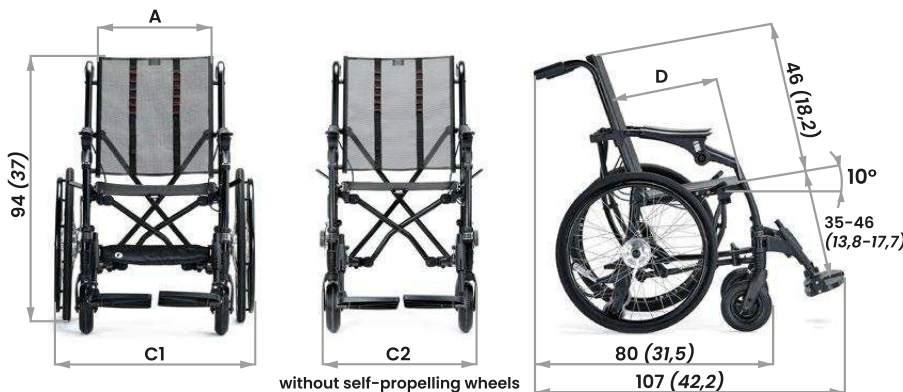 A
94 (37)
C1
C2
without self-propelling wheels
D
46 (18,2)
10°
35–46
(13,8–17,7)
80 (31,5)
107 (42,2)